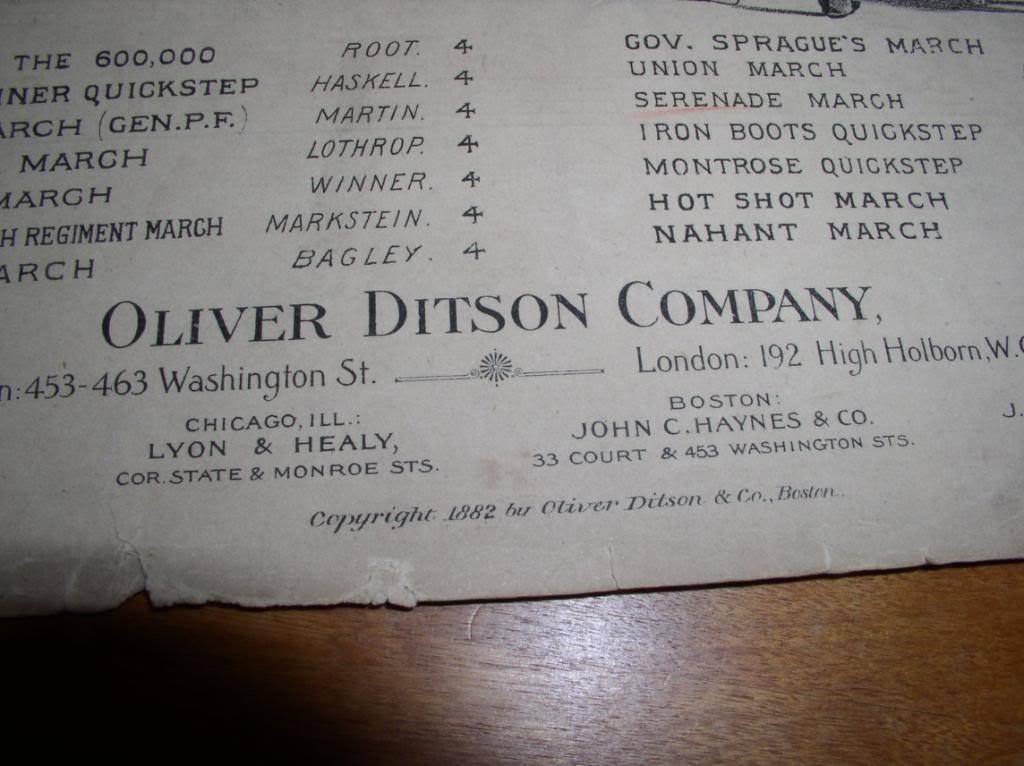 THE 600,000 ROOT. 4
INER QUICKSTEP HASKELL. 4
ARCH (GEN.P.F.) MARTIN. 4
MARCH LOTHROP. 4
MARCH WINNER. 4
H REGIMENT MARCH MARKSTEIN. 4
ARCH BAGLEY. 4
GOV. SPRAGUE'S MARCH
UNION MARCH
SERENADE MARCH
IRON BOOTS QUICKSTEP
MONTROSE QUICKSTEP
HOT SHOT MARCH
NAHANT MARCH
OLIVER DITSON COMPANY,
n: 453-463 Washington St. London: 192 High Holborn, W.C
CHICAGO, ILL.:
LYON & HEALY,
COR. STATE & MONROE STS.
BOSTON:
JOHN C. HAYNES & CO.
33 COURT & 453 WASHINGTON STS.
J.
Copyright 1882 by Oliver Ditson & Co., Boston.